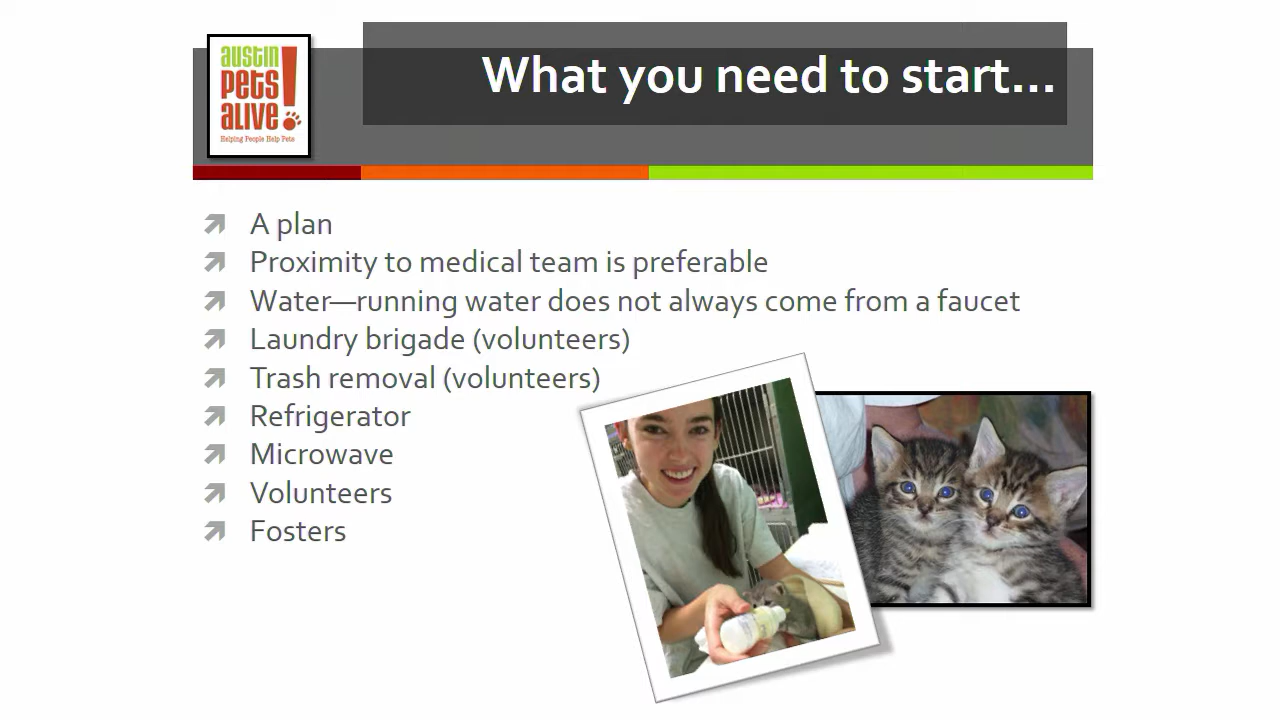 What you need to start...
austin
pets
alive!
Helping People Help Pets
A plan
Proximity to medical team is preferable
Water—running water does not always come from a faucet
Laundry brigade (volunteers)
Trash removal (volunteers)
Refrigerator
Microwave
Volunteers
Fosters